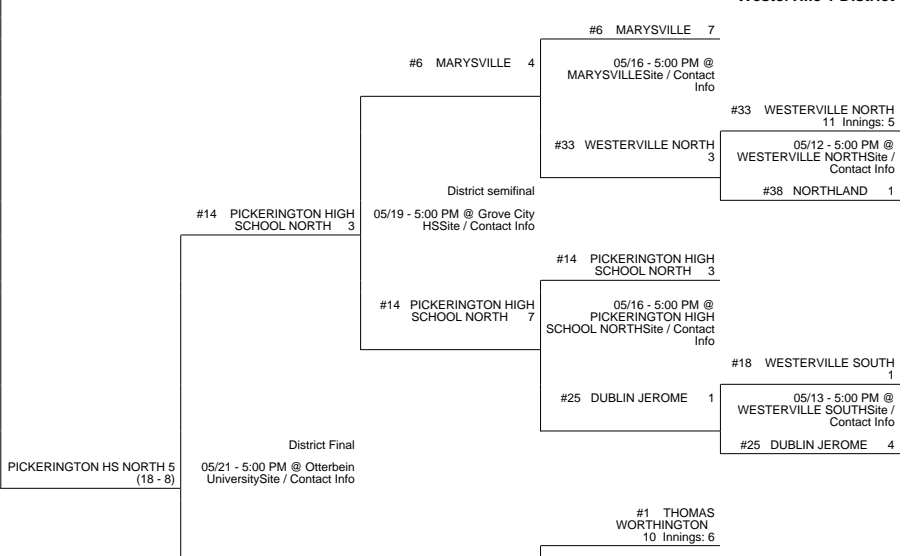 #6 MARYSVILLE 7
#6 MARYSVILLE 4
05/16 - 5:00 PM @
MARYSVILLESite / Contact
Info
#33 WESTERVILLE NORTH
11 Innings: 5
#33 WESTERVILLE NORTH
3
05/12 - 5:00 PM @
WESTERVILLE NORTHSite /
Contact Info
#38 NORTHLAND 1
District semifinal
#14 PICKERINGTON HIGH
SCHOOL NORTH 3
05/19 - 5:00 PM @ Grove City
HSSite / Contact Info
#14 PICKERINGTON HIGH
SCHOOL NORTH 3
#14 PICKERINGTON HIGH
SCHOOL NORTH 7
05/16 - 5:00 PM @
PICKERINGTON HIGH
SCHOOL NORTHSite / Contact
Info
#18 WESTERVILLE SOUTH
1
#25 DUBLIN JEROME 1
05/13 - 5:00 PM @
WESTERVILLE SOUTHSite /
Contact Info
#25 DUBLIN JEROME 4
District Final
PICKERINGTON HS NORTH 5
(18 - 8)
05/21 - 5:00 PM @ Otterbein
UniversitySite / Contact Info
#1 THOMAS
WORTHINGTON
10 Innings: 6